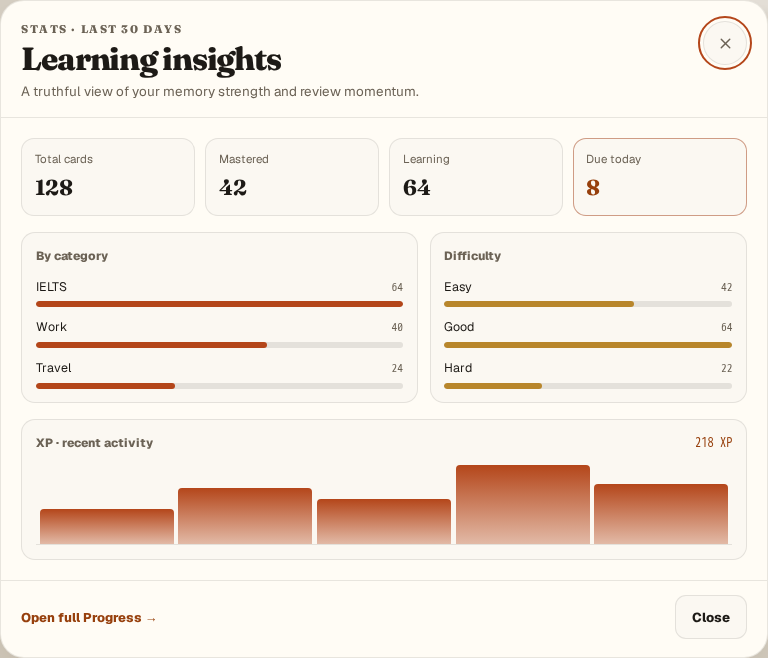 STATS · LAST 30 DAYS
Learning insights
A truthful view of your memory strength and review momentum.
Total cards
128
Mastered
42
Learning
64
Due today
8
By category
IELTS 64
Work 40
Travel 24
Difficulty
Easy 42
Good 64
Hard 22
XP · recent activity 218 XP
Open full Progress →
Close